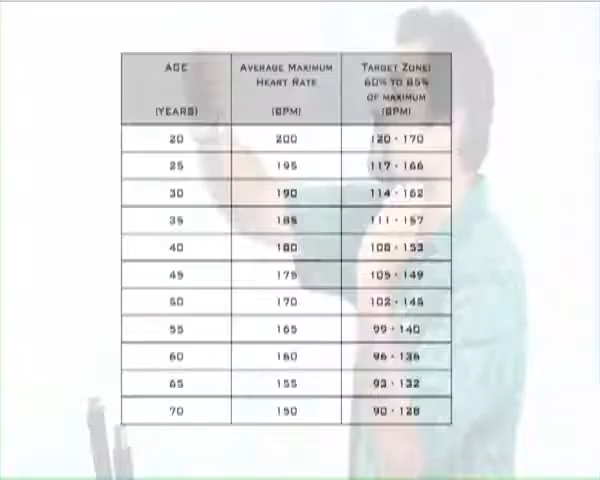 AGE (YEARS) AVERAGE MAXIMUM HEART RATE (BPM) TARGET ZONE: 60% TO 85% OF MAXIMUM (BPM)
20 200 120 - 170
25 195 117 - 166
30 190 114 - 162
35 185 111 - 157
40 180 108 - 153
45 175 105 - 149
50 170 102 - 145
55 165 99 - 140
60 160 96 - 136
65 155 93 - 132
70 150 90 - 128